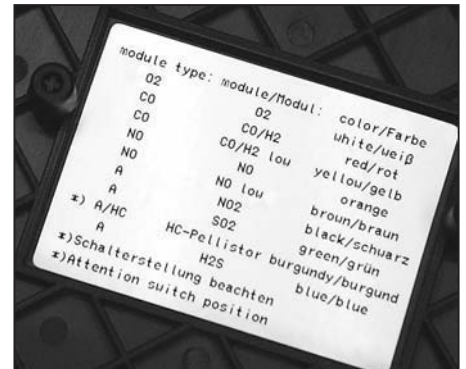 module type: module/Modul: color/Farbe
O2 O2 white/weiß
CO CO/H2 red/rot
CO CO/H2 low yellow/gelb
NO NO orange
NO NO low broun/braun
A NO2 black/schwarz
A SO2 green/grün
*) A/HC HC-Pellistor burgundy/burgund
A H2S blue/blue
*)Schalterstellung beachten
*)Attention switch position